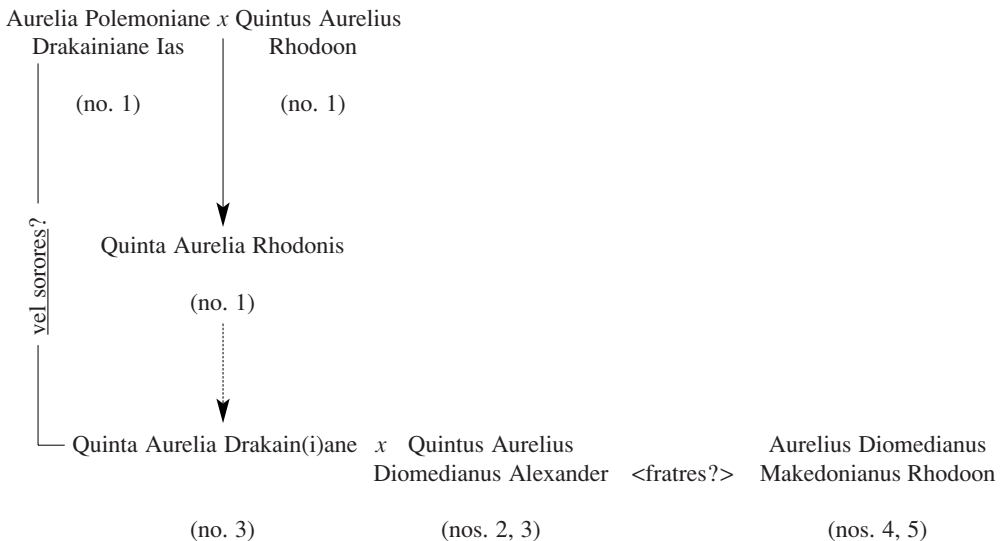 Aurelia Polemoniane x Quintus Aurelius
Drakainiane Ias Rhodoon
(no. 1) (no. 1)
vel sorores?
Quinta Aurelia Rhodonis
(no. 1)
Quinta Aurelia Drakain(i)ane x Quintus Aurelius Aurelius Diomedianus
Diomedianus Alexander <fratres?> Makedonianus Rhodoon
(no. 3) (nos. 2, 3) (nos. 4, 5)